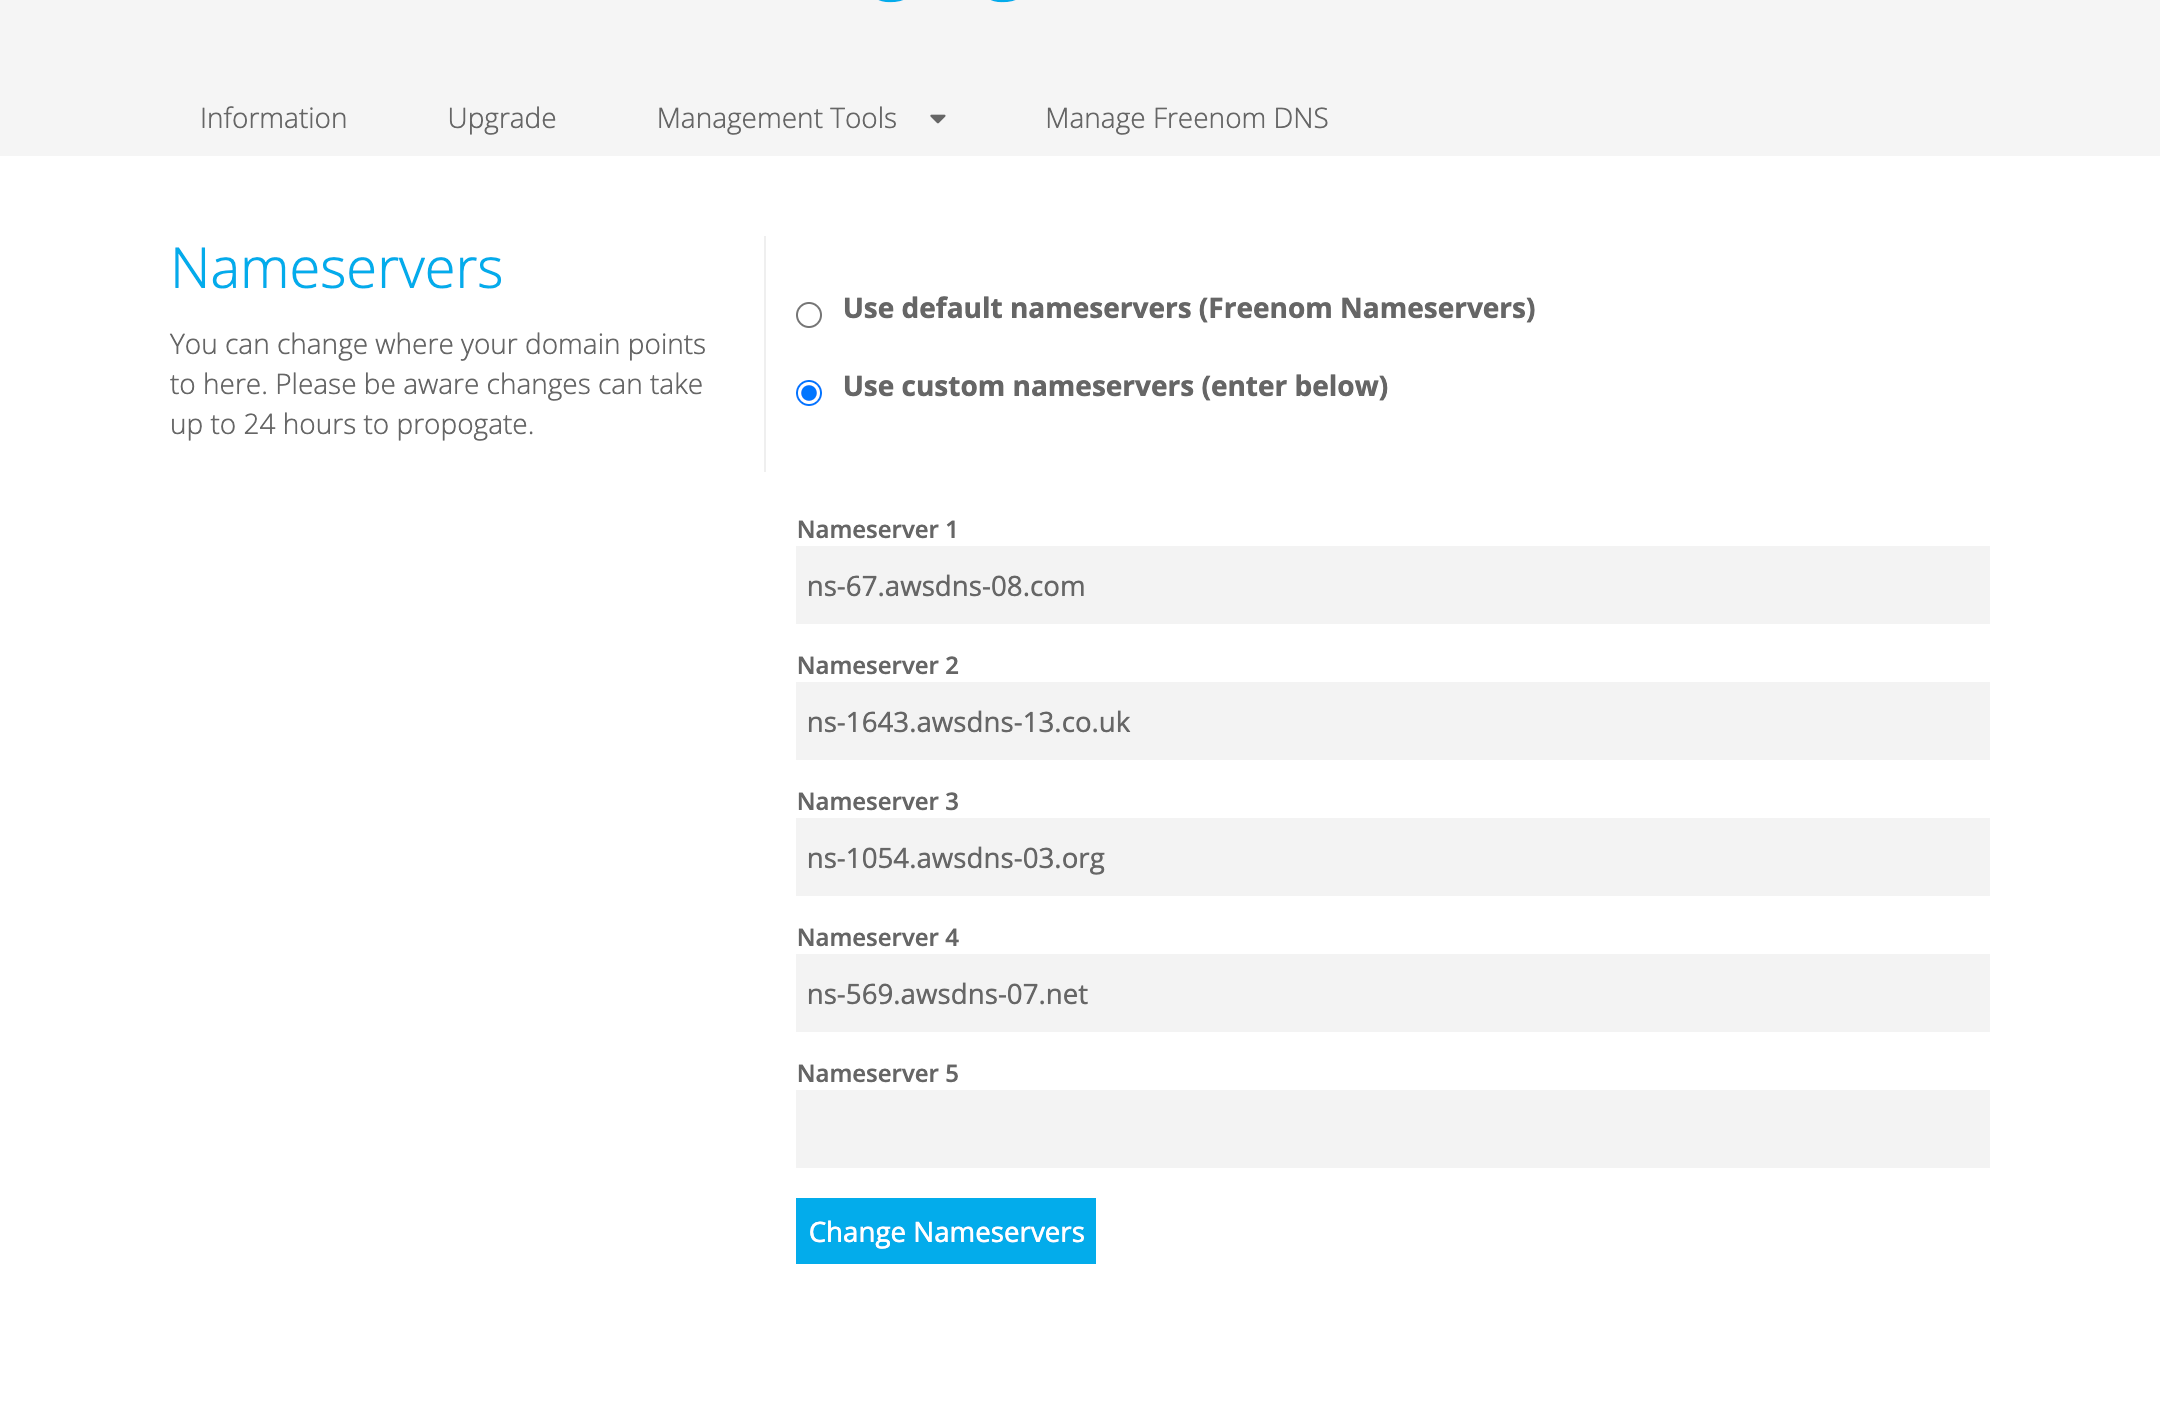 Information Upgrade Management Tools Manage Freenom DNS
Nameservers
You can change where your domain points
to here. Please be aware changes can take
up to 24 hours to propogate.
Use default nameservers (Freenom Nameservers)
Use custom nameservers (enter below)
Nameserver 1
ns-67.awsdns-08.com
Nameserver 2
ns-1643.awsdns-13.co.uk
Nameserver 3
ns-1054.awsdns-03.org
Nameserver 4
ns-569.awsdns-07.net
Nameserver 5
Change Nameservers